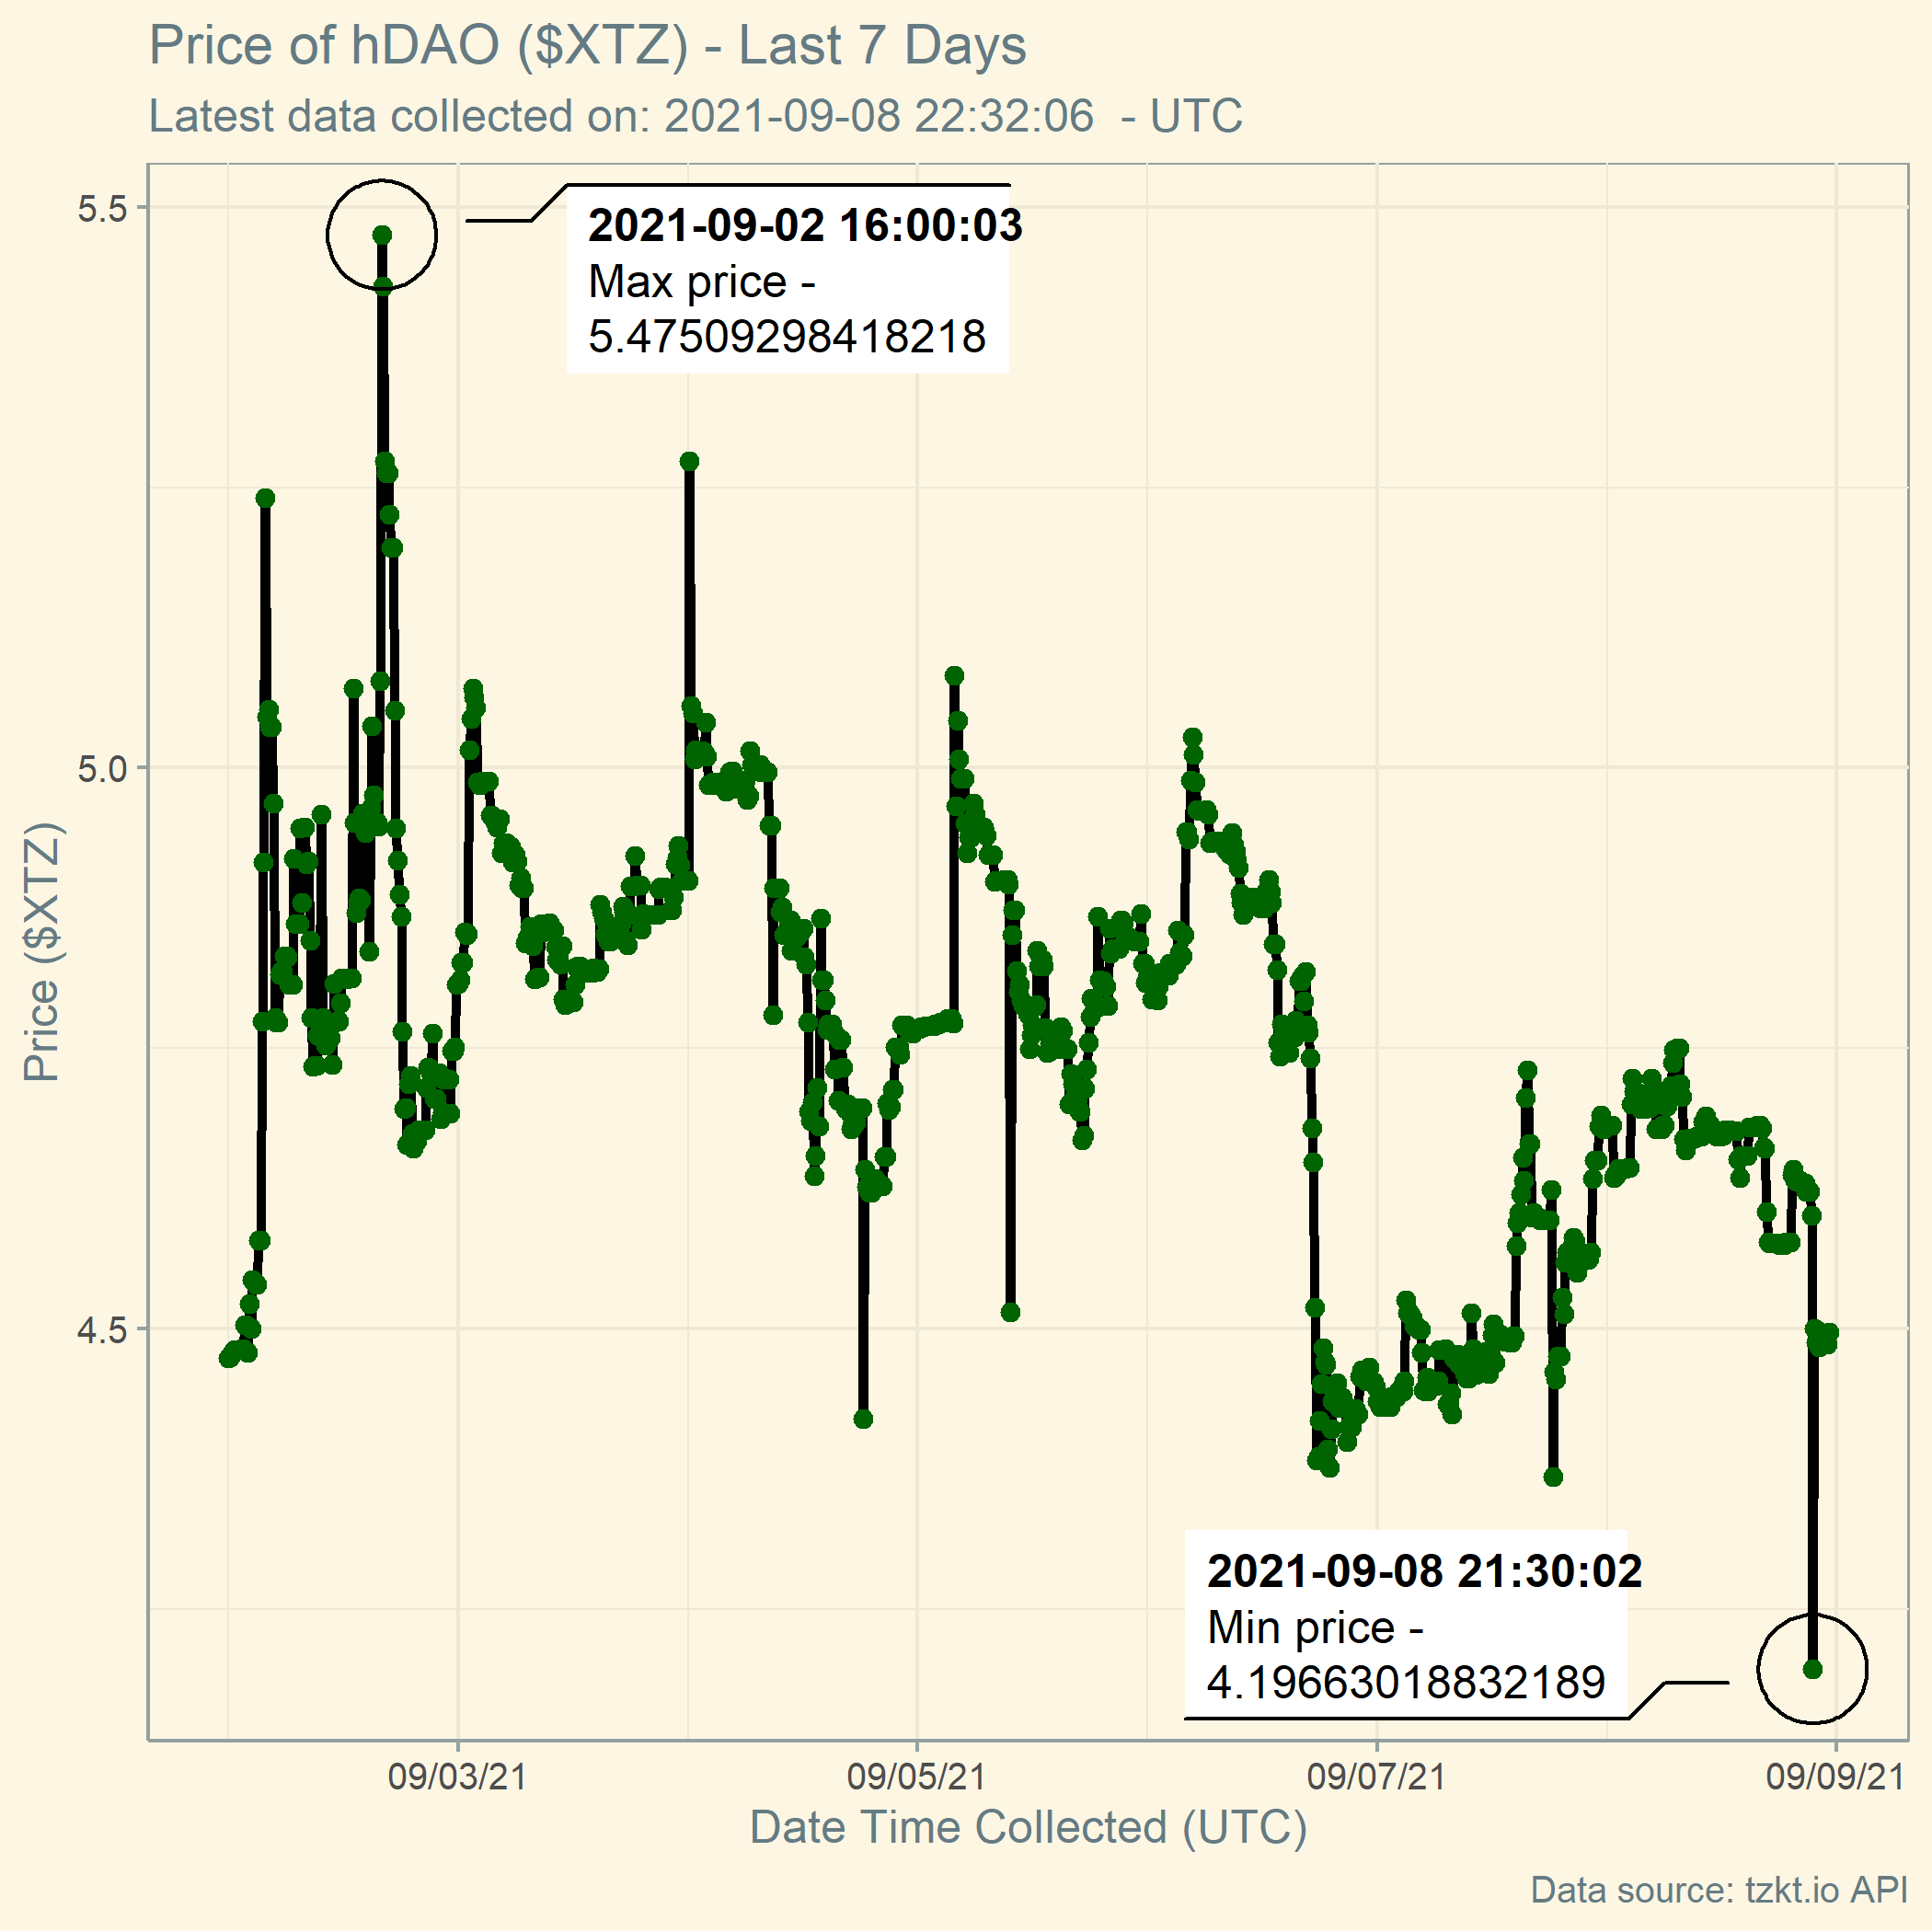 Price of hDAO ($XTZ) - Last 7 Days
Latest data collected on: 2021-09-08 22:32:06  - UTC
5.5
5.0
4.5
Price ($XTZ)
2021-09-02 16:00:03
Max price -
5.47509298418218
2021-09-08 21:30:02
Min price -
4.19663018832189
09/03/21
09/05/21
09/07/21
09/09/21
Date Time Collected (UTC)
Data source: tzkt.io API